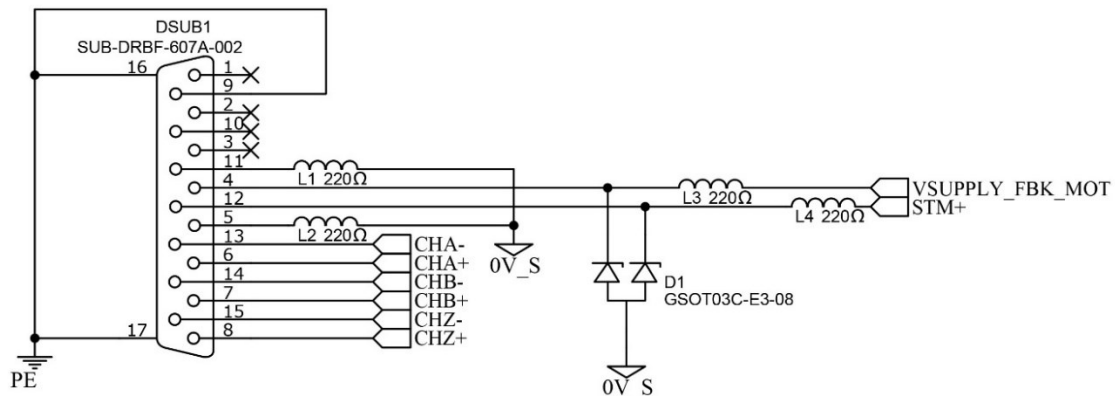 DSUB1
SUB-DRBF-607A-002
16
1
9
2
10
3
11
L1 220Ω
4
L3 220Ω
VSUPPLY_FBK_MOT
12
L4 220Ω
STM+
5
L2 220Ω
0V_S
13
CHA-
6
CHA+
14
CHB-
7
CHB+
15
CHZ-
8
CHZ+
17
D1
GSOT03C-E3-08
PE
0V_S